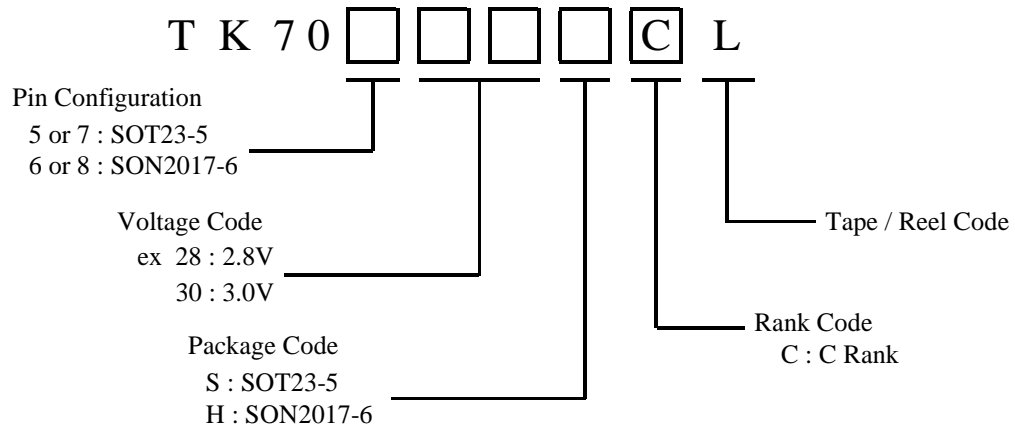 T K 7 0 C L
Pin Configuration
5 or 7 : SOT23-5
6 or 8 : SON2017-6
Voltage Code
ex 28 : 2.8V
30 : 3.0V
Package Code
S : SOT23-5
H : SON2017-6
Tape / Reel Code
Rank Code
C : C Rank